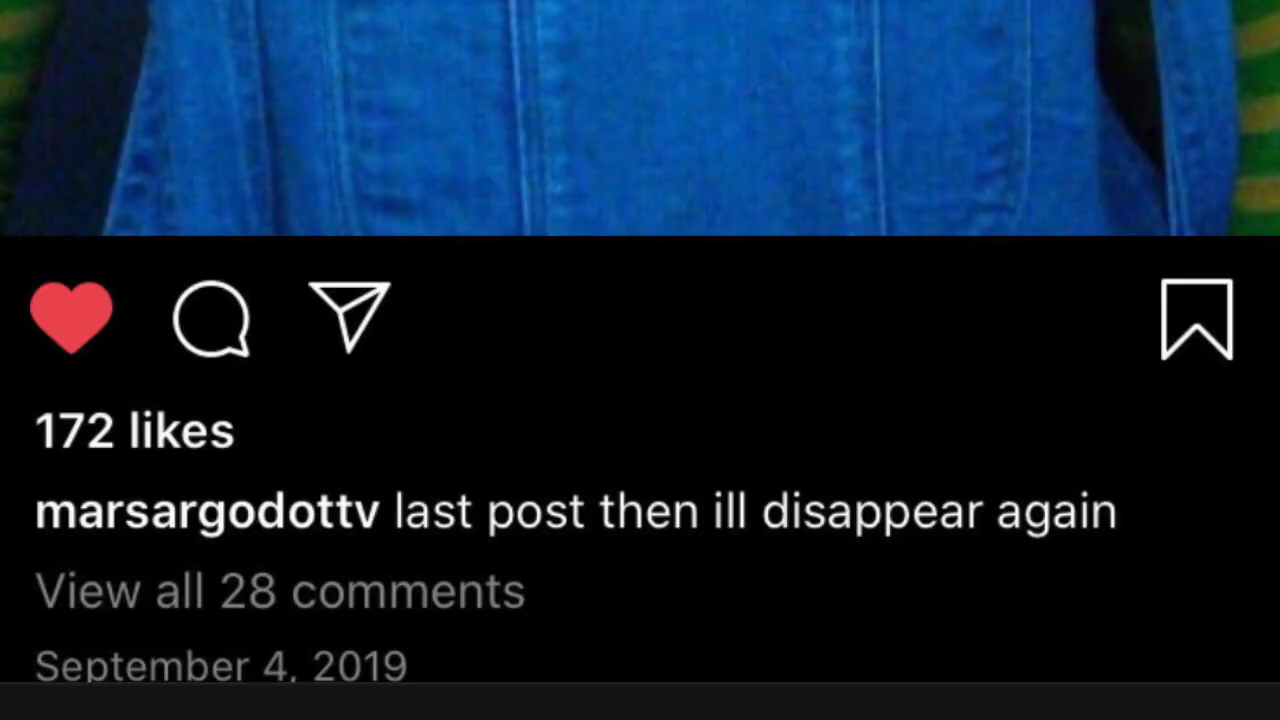 172 likes
marsargodottv last post then ill disappear again
View all 28 comments
September 4, 2019